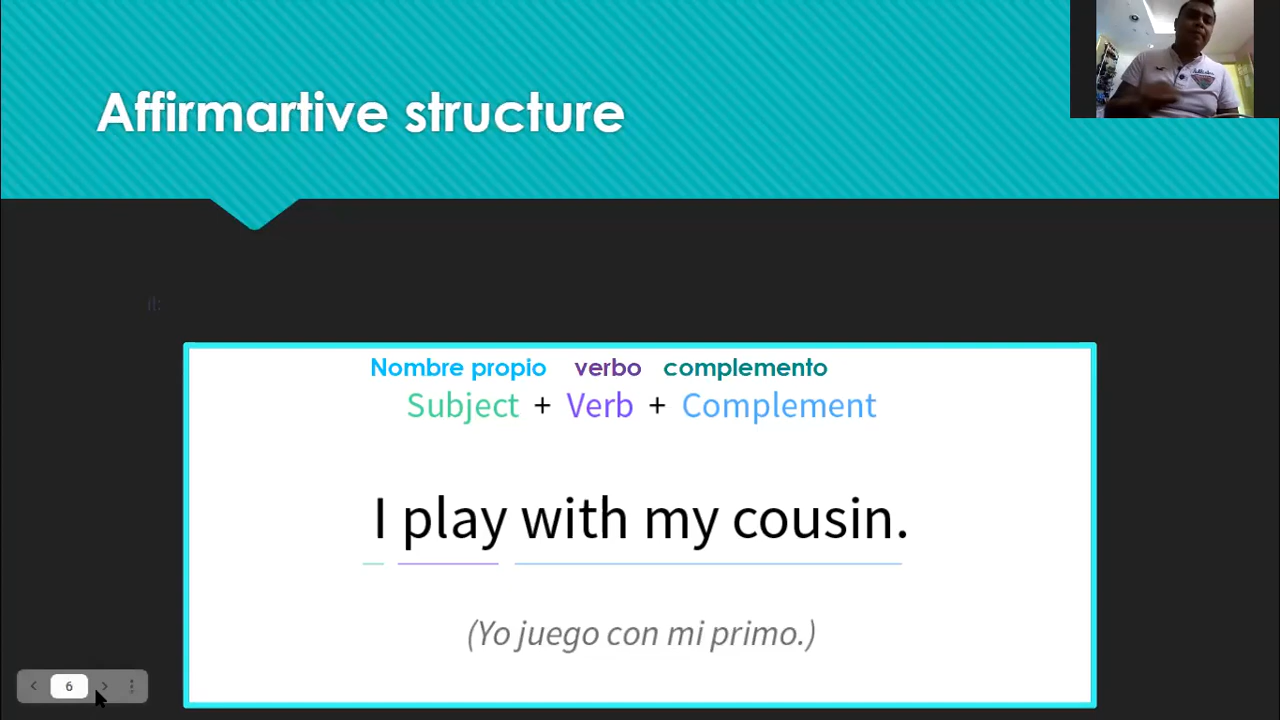 Affirmartive structure
it:
Nombre propio verbo complemento
Subject + Verb + Complement
I play with my cousin.
(Yo juego con mi primo.)
6